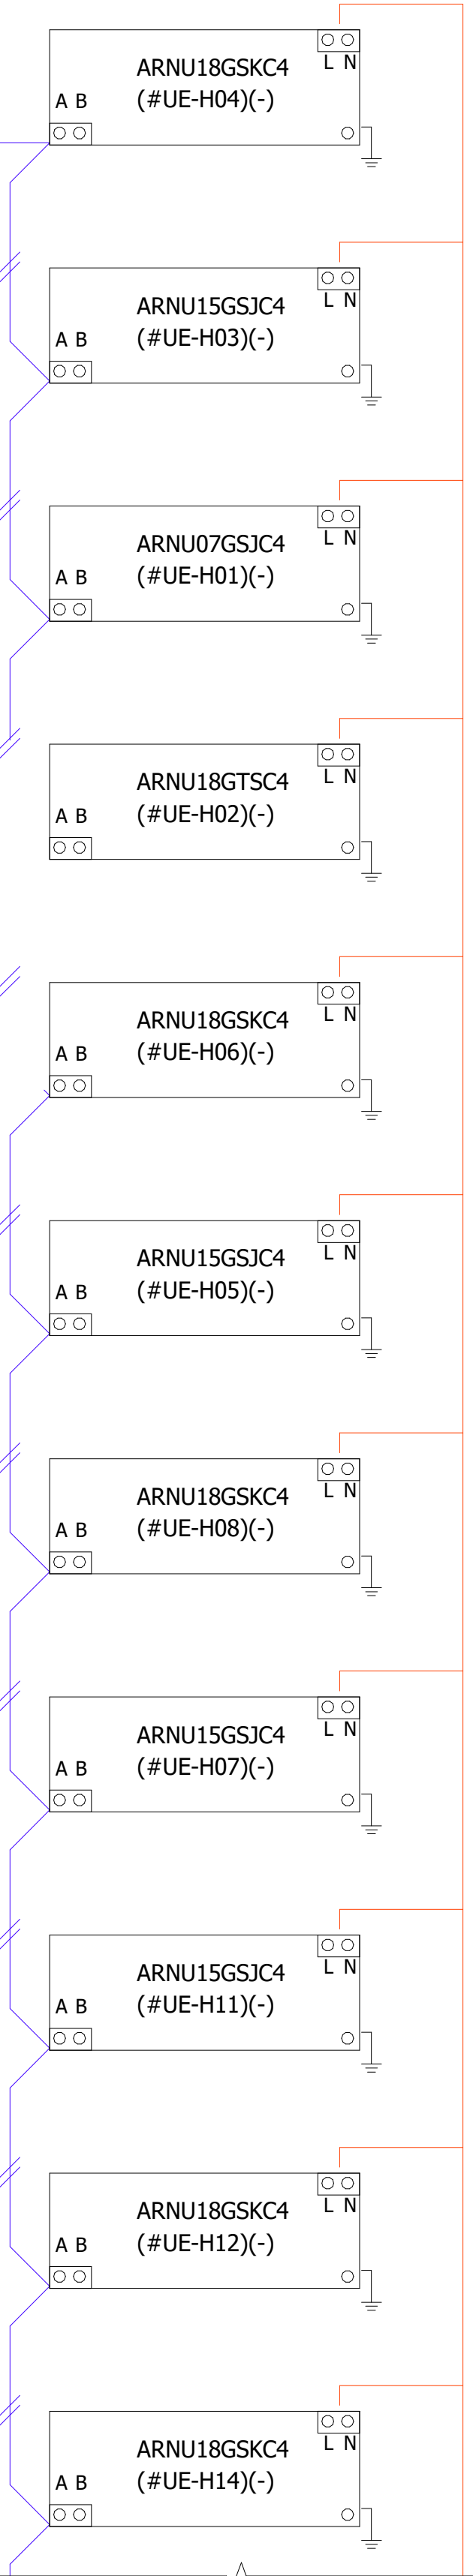 L N
ARNU18GSKC4
A B (#UE-H04)(-)
L N
ARNU15GSJC4
A B (#UE-H03)(-)
L N
ARNU07GSJC4
A B (#UE-H01)(-)
L N
ARNU18GTSC4
A B (#UE-H02)(-)
L N
ARNU18GSKC4
A B (#UE-H06)(-)
L N
ARNU15GSJC4
A B (#UE-H05)(-)
L N
ARNU18GSKC4
A B (#UE-H08)(-)
L N
ARNU15GSJC4
A B (#UE-H07)(-)
L N
ARNU15GSJC4
A B (#UE-H11)(-)
L N
ARNU18GSKC4
A B (#UE-H12)(-)
L N
ARNU18GSKC4
A B (#UE-H14)(-)